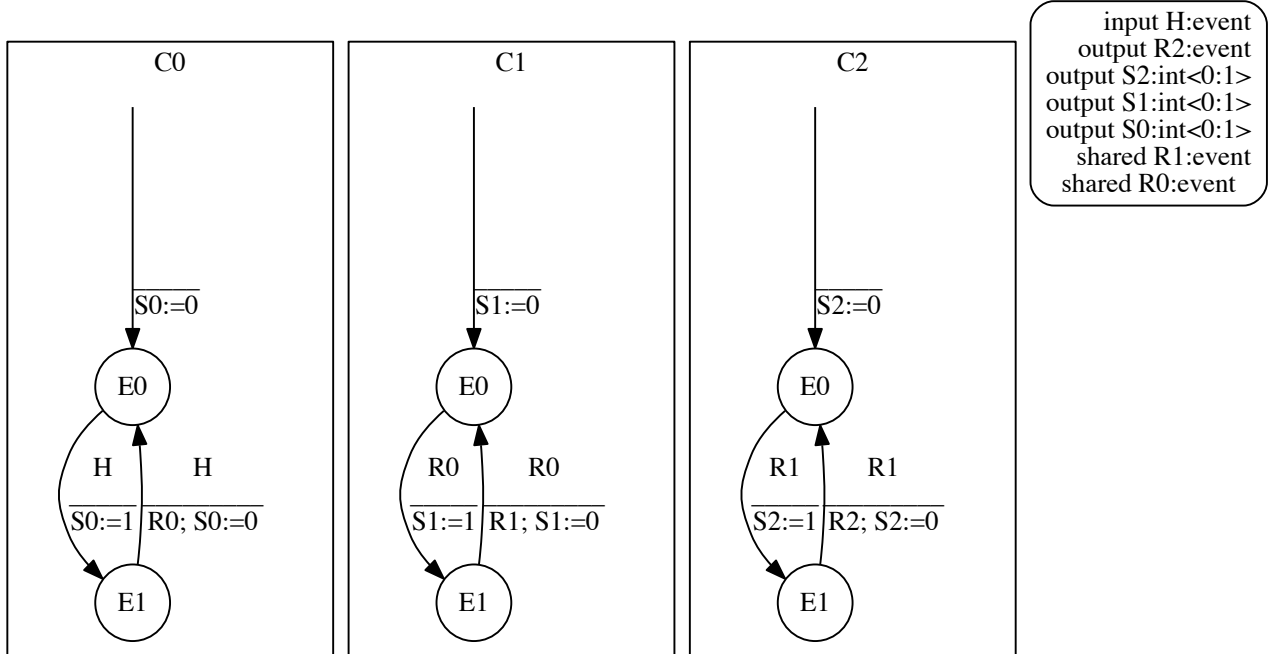 C0
C1
C2
input H:event
output R2:event
output S2:int<0:1>
output S1:int<0:1>
output S0:int<0:1>
shared R1:event
shared R0:event
S0:=0
S1:=0
S2:=0
E0
E0
E0
H
H
R0
R0
R1
R1
S0:=1
R0; S0:=0
S1:=1
R1; S1:=0
S2:=1
R2; S2:=0
E1
E1
E1